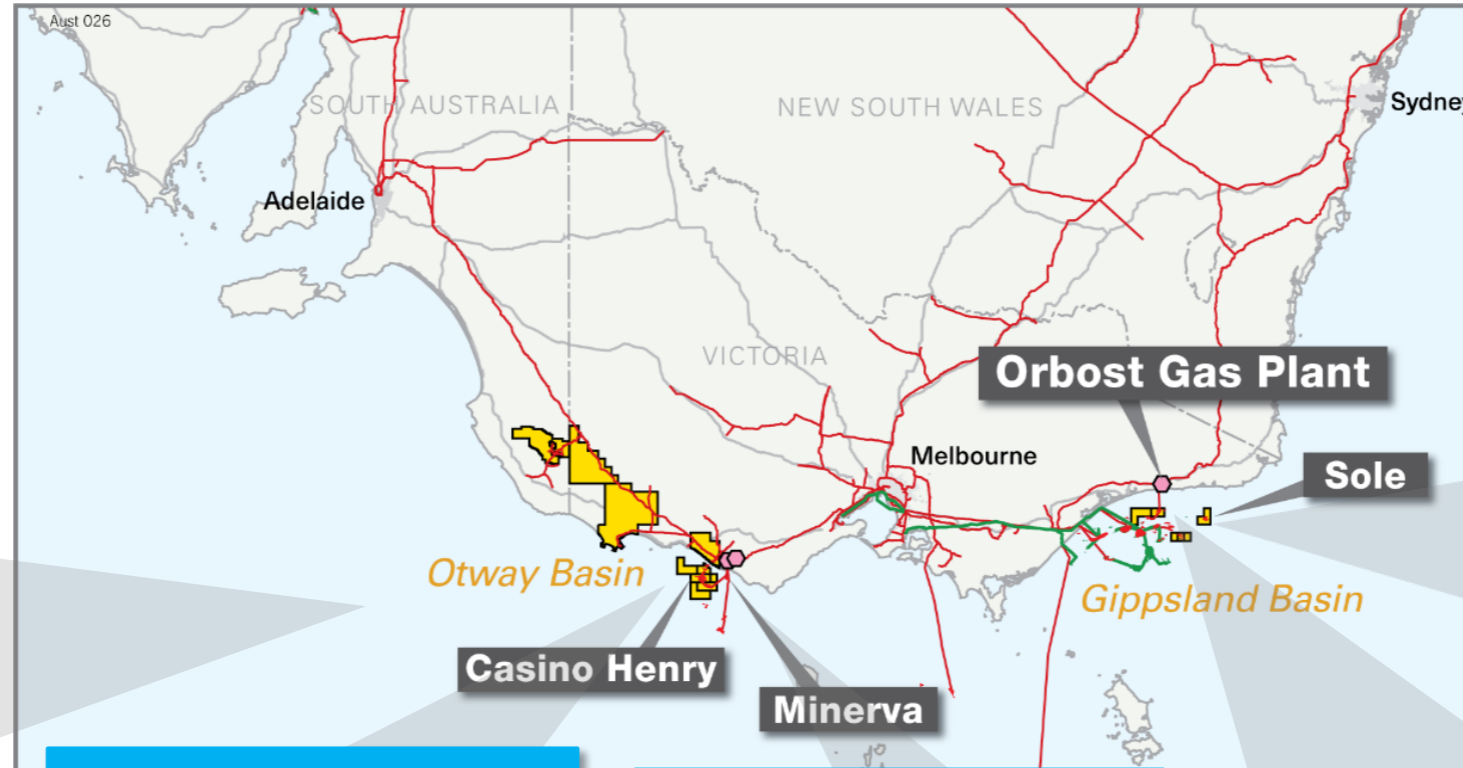 Aust 026
SOUTH AUSTRALIA
NEW SOUTH WALES
Sydney
Adelaide
VICTORIA
Orbost Gas Plant
Melbourne
Sole
Otway Basin
Gippsland Basin
Casino Henry
Minerva